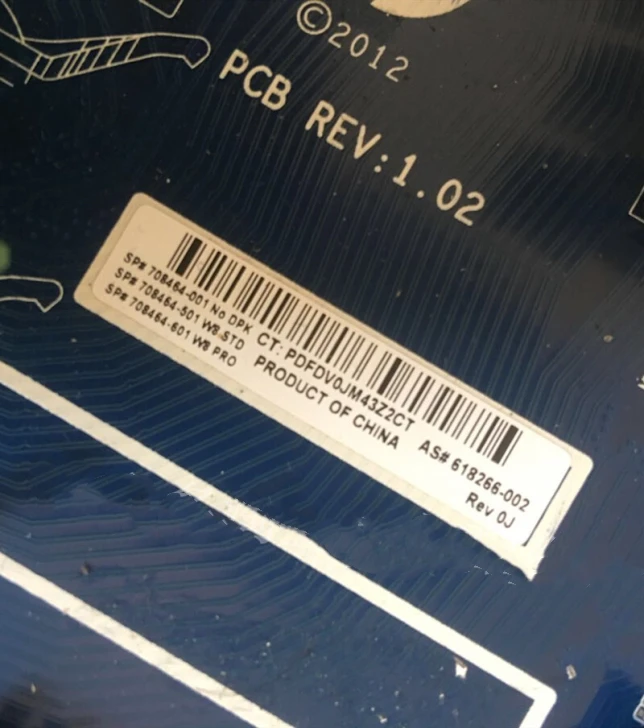 ©2012
PCB REV:1.02
SP# 708464-001 No DPK
SP# 708464-501 W8 STD
SP# 708464-601 W8 PRO
CT: PDFDV0JM43Z2CT
PRODUCT OF CHINA
AS# 618266-002
Rev 0J